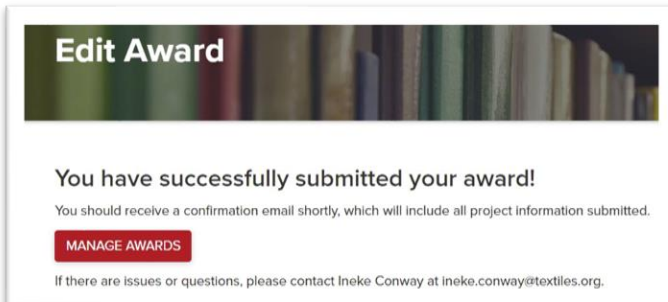 Edit Award
You have successfully submitted your award!
You should receive a confirmation email shortly, which will include all project information submitted.
MANAGE AWARDS
If there are issues or questions, please contact Ineke Conway at ineke.conway@textiles.org.